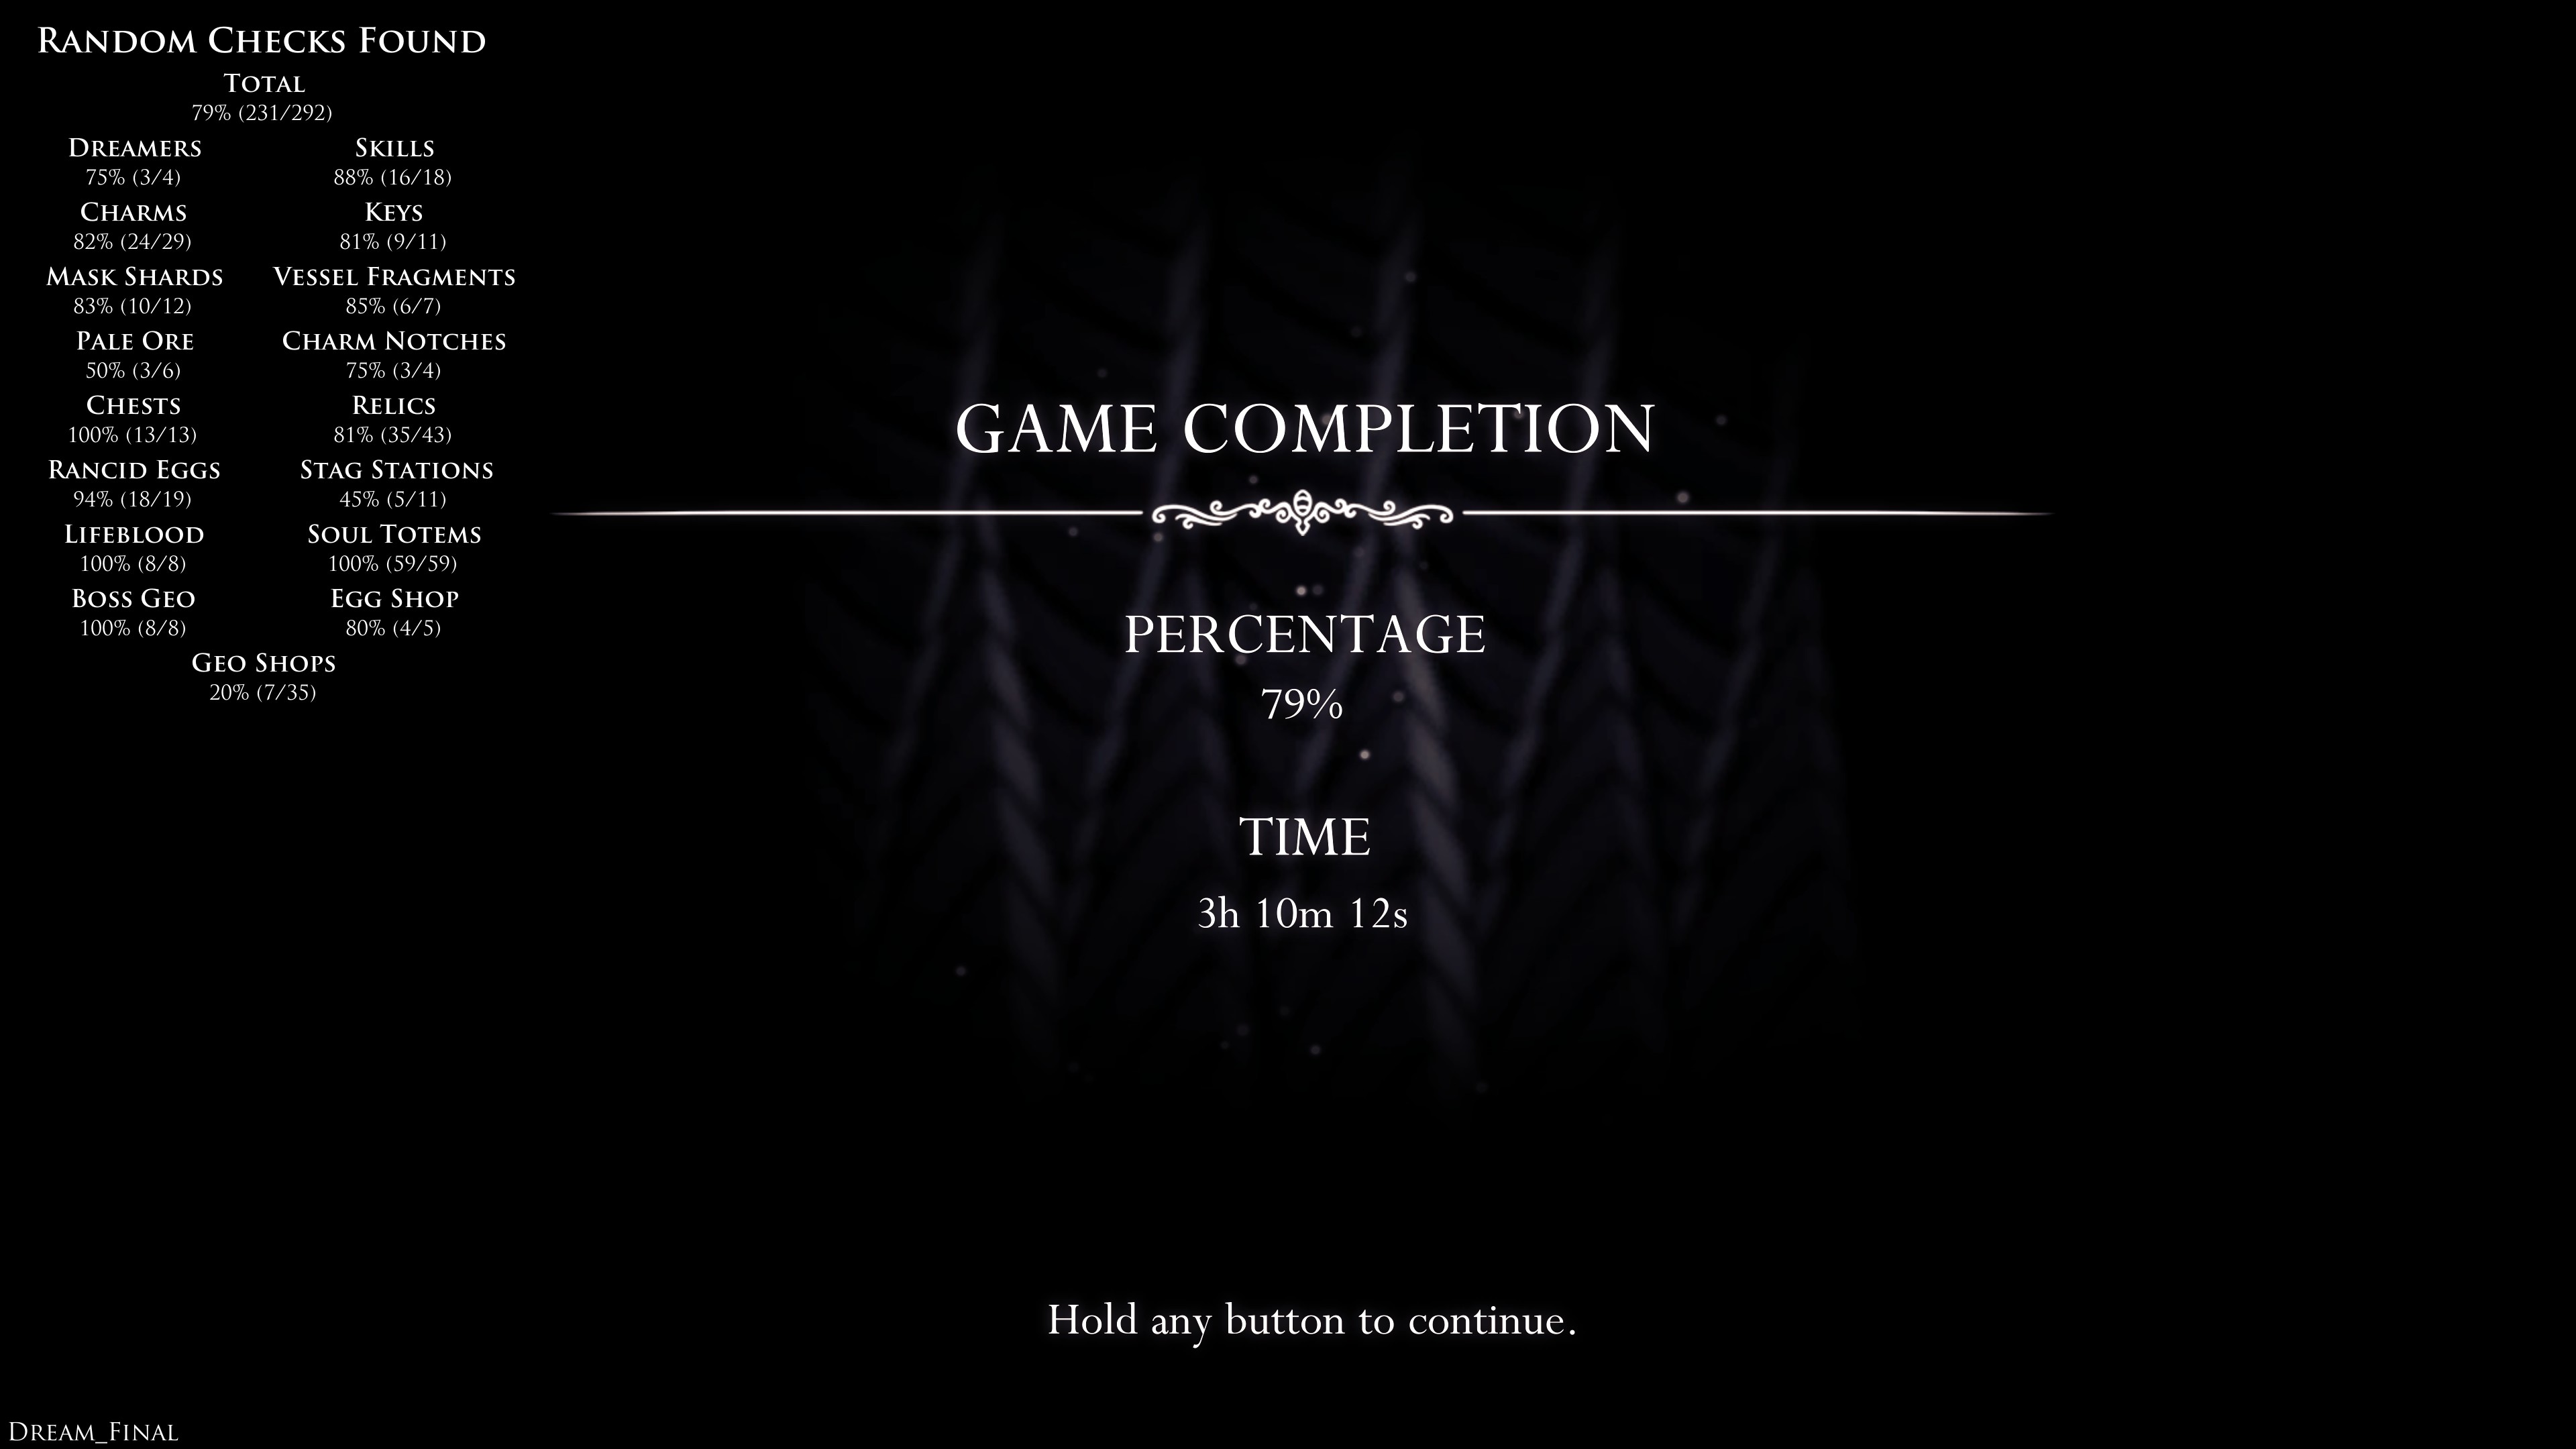 Random Checks Found
Total
79% (231/292)
Dreamers Skills
75% (3/4) 88% (16/18)
Charms Keys
82% (24/29) 81% (9/11)
Mask Shards Vessel Fragments
83% (10/12) 85% (6/7)
Pale Ore Charm Notches
50% (3/6) 75% (3/4)
Chests Relics
100% (13/13) 81% (35/43)
Rancid Eggs Stag Stations
94% (18/19) 45% (5/11)
Lifeblood Soul Totems
100% (8/8) 100% (59/59)
Boss Geo Egg Shop
100% (8/8) 80% (4/5)
Geo Shops
20% (7/35)
GAME COMPLETION
PERCENTAGE
79%
TIME
3h 10m 12s
Hold any button to continue.
Dream_Final